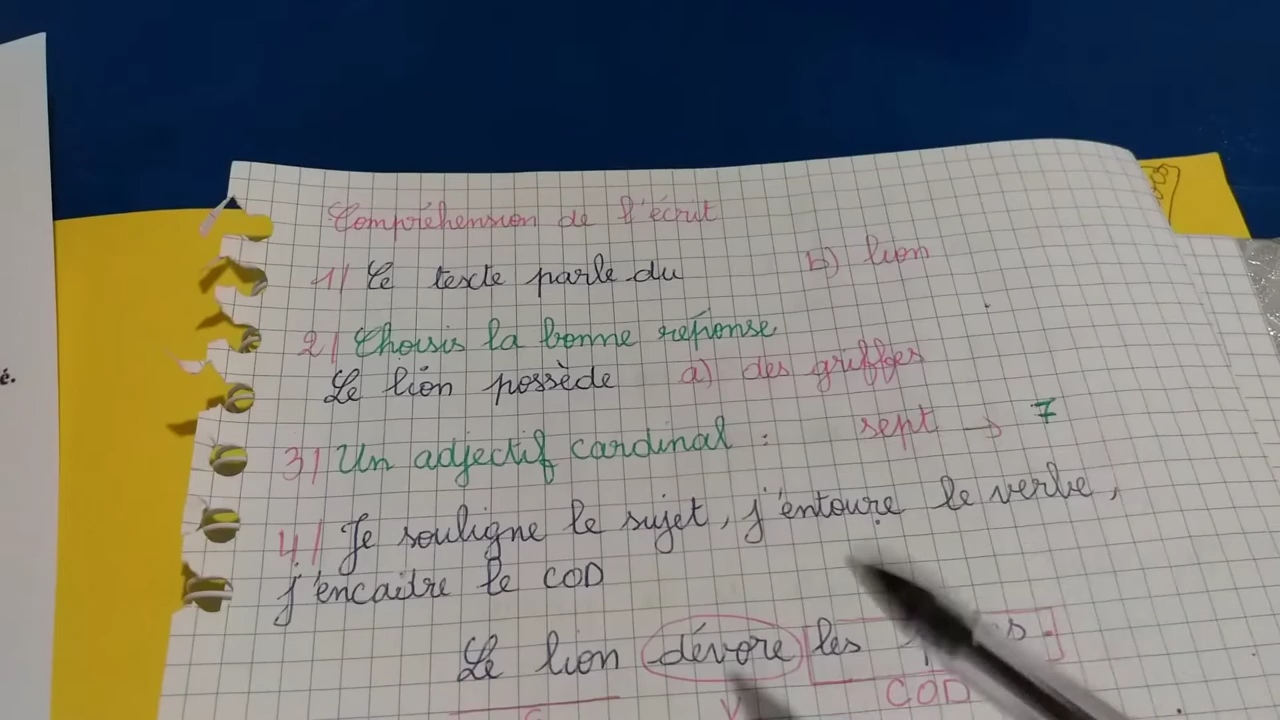 é.
Compréhension de l'écrit
1/ Le texte parle du b) lion
2/ Choisis la bonne réponse
Le lion possède a) des griffges
3/ Un adjectif cardinal : sept → 7
4/ Je souligne le sujet, j'entoure le verbe,
j'encadre le COD
Le lion dévore les
V COD